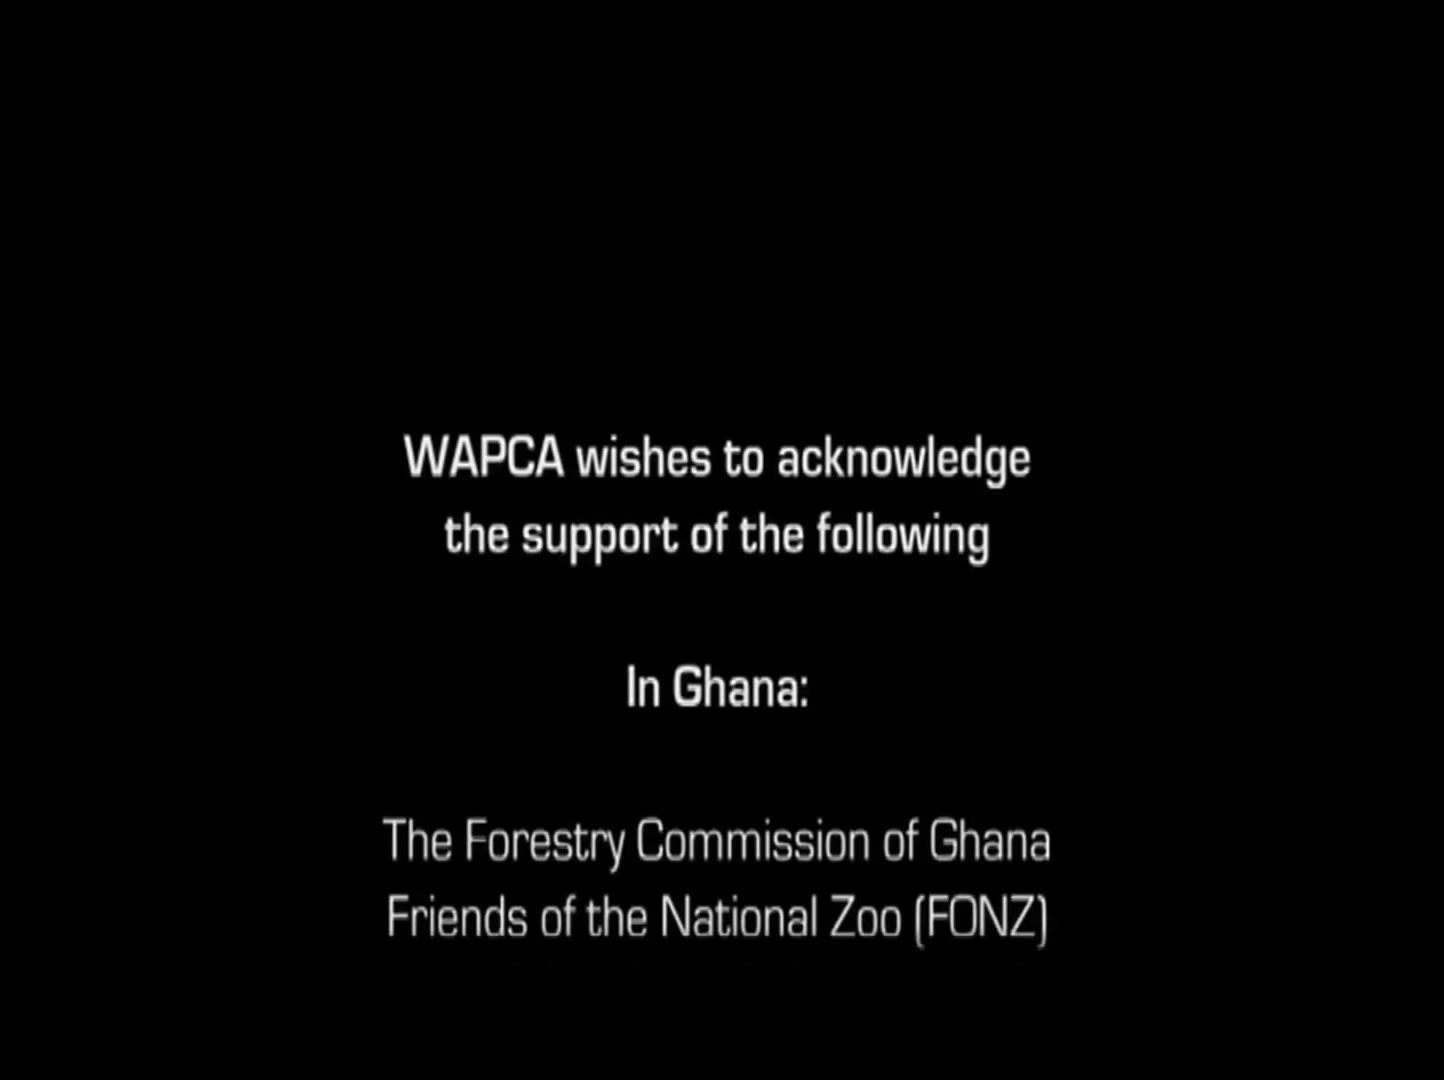 WAPCA wishes to acknowledge
the support of the following
In Ghana:
The Forestry Commission of Ghana
Friends of the National Zoo (FONZ)